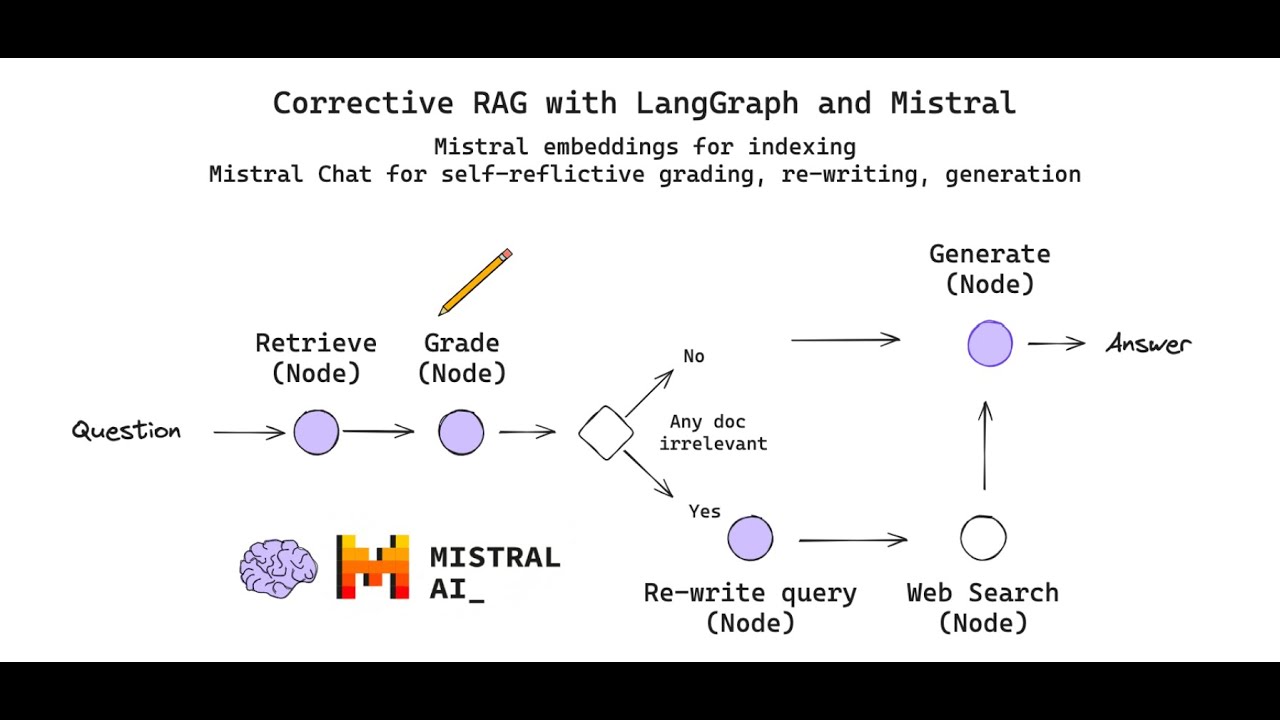 Corrective RAG with LangGraph and Mistral
Mistral embeddings for indexing
Mistral Chat for self-reflictive grading, re-writing, generation
Generate
(Node)
Retrieve
(Node)
Grade
(Node)
No
Answer
Question
Any doc
irrelevant
Yes
MISTRAL
AI_
Re-write query
(Node)
Web Search
(Node)